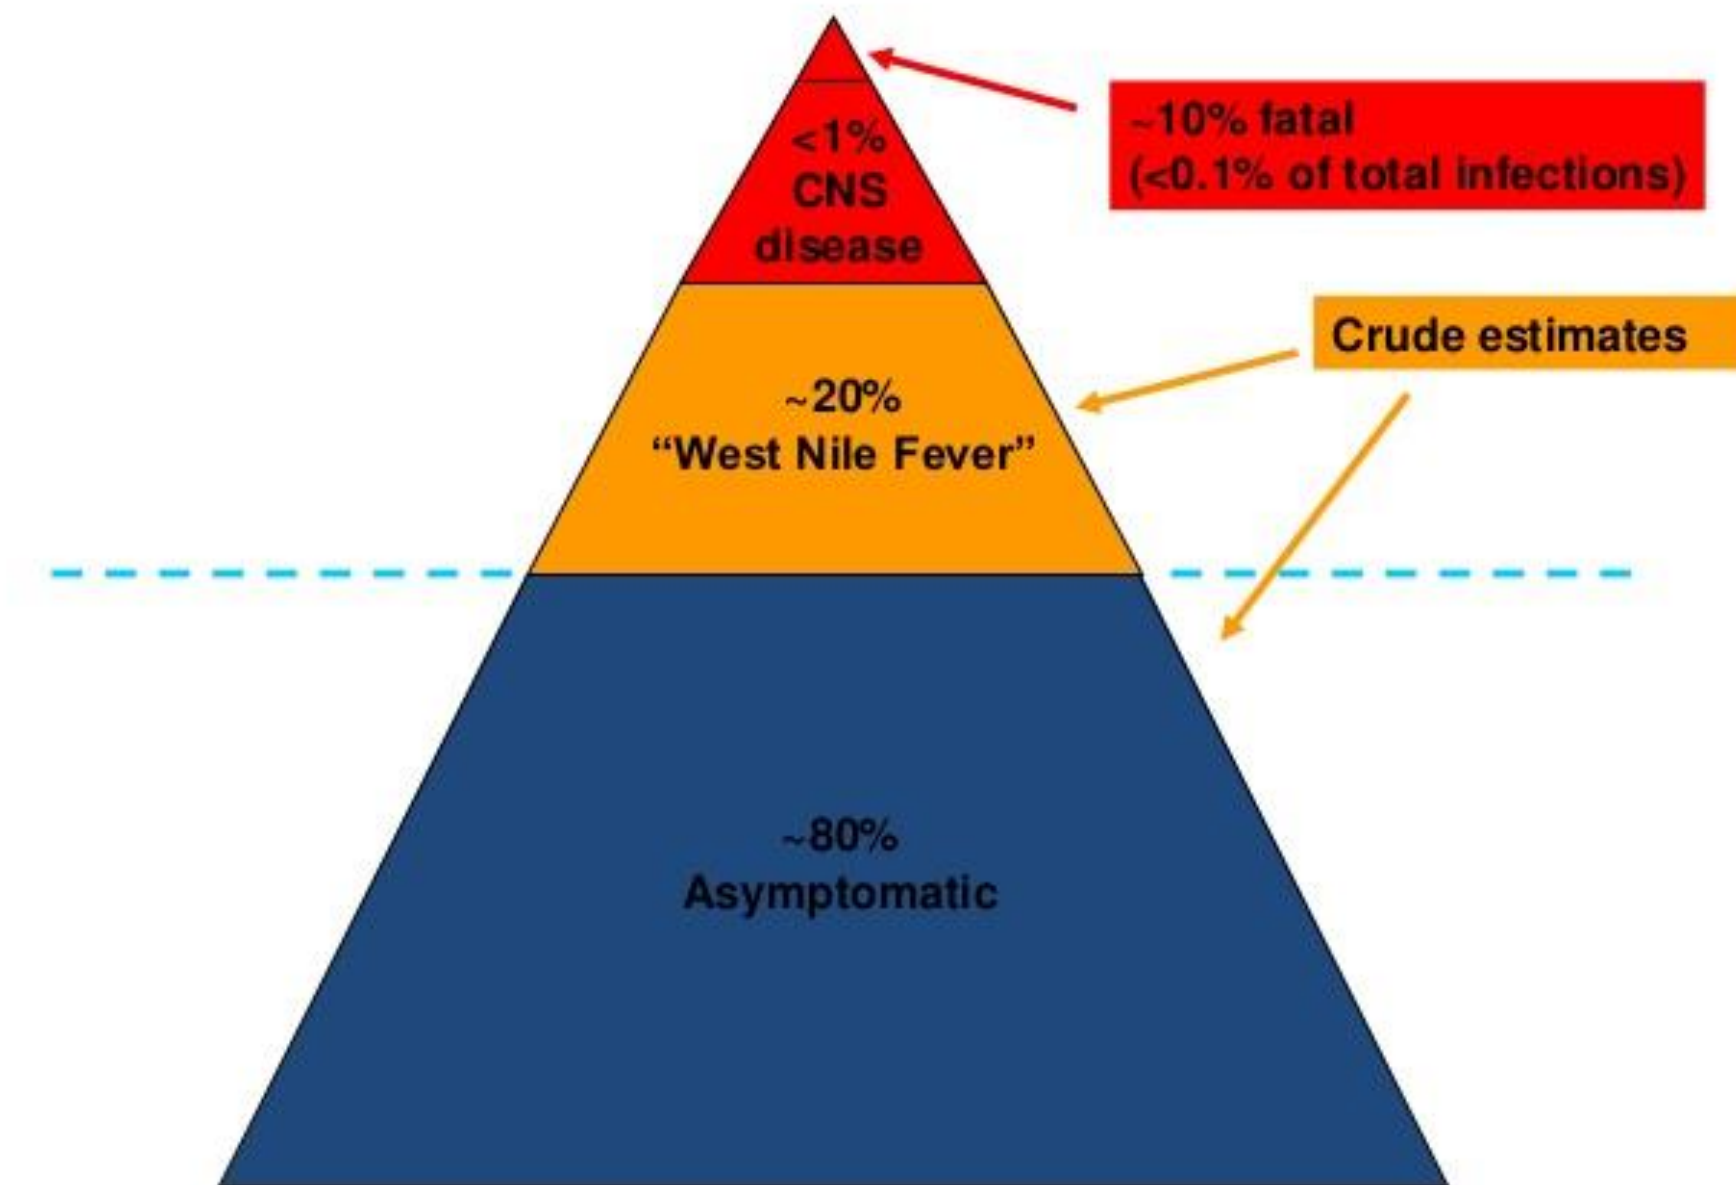 ~10% fatal
(<0.1% of total infections)
<1%
CNS
disease
Crude estimates
~20%
“West Nile Fever”
~80%
Asymptomatic